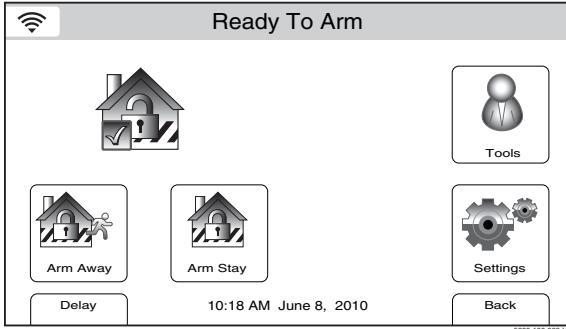 Ready To Arm
Tools
Arm Away
Arm Stay
Settings
Delay
10:18 AM June 8, 2010
Back